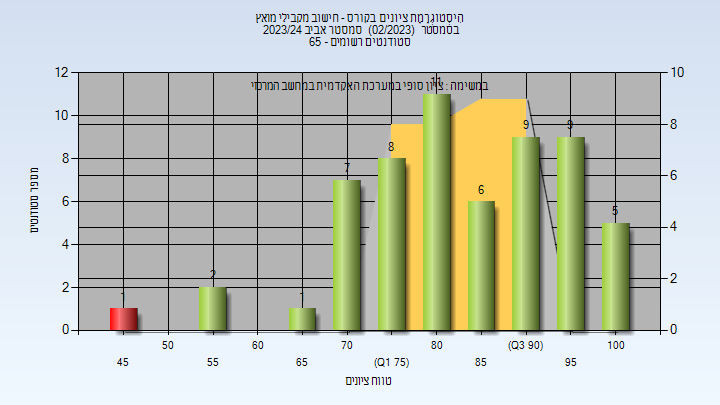 הִיסְטוֹגְרָמַת ציונים בקורס - חישוב מקבילי מואץ
בסמסטר (02/2023) סמסטר אביב 2023/24
סטודנטים רשומים - 65
במשימה : ציון סופי במערכת האקדמית במחשב המרכזי
12 10 8 6 4 2 0
מספר סטודנטים
10 8 6 4 2 0
1 2 1 7 8 11 6 9 9 5
50 60 70 80 (Q3 90) 100
45 55 65 (Q1 75) 85 95
טווח ציונים